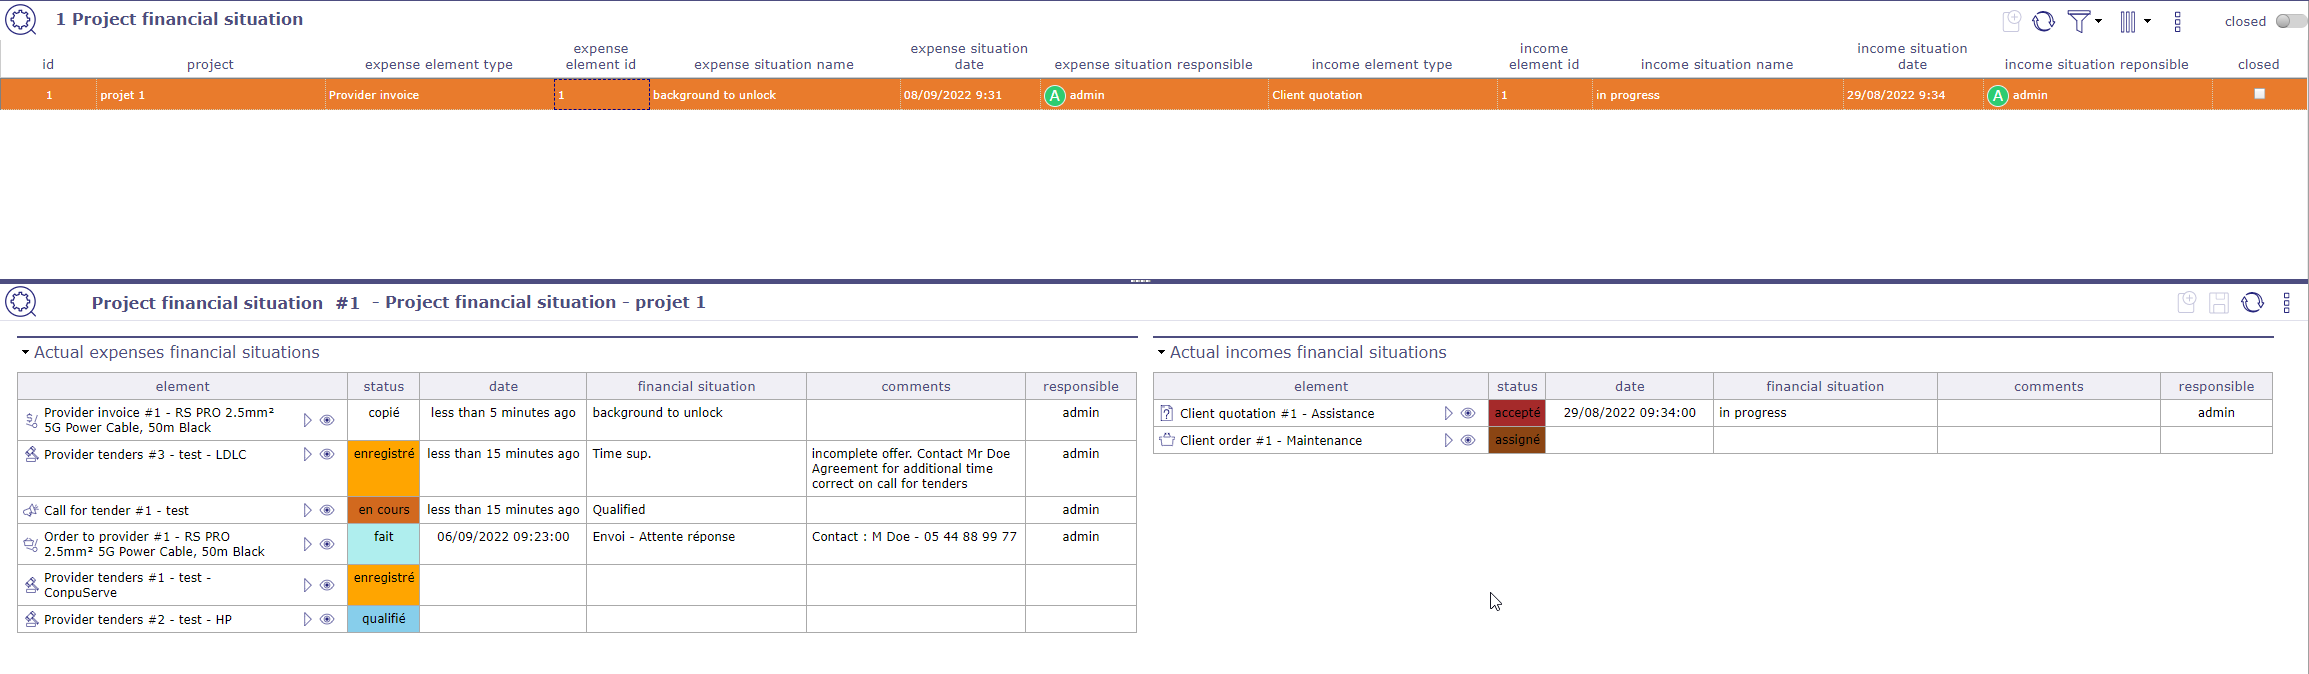 1 Project financial situation
closed
id project expense element type expense element id expense situation name expense situation date expense situation responsible income element type income element id income situation name income situation date income situation reponsible closed
1 projet 1 Provider invoice 1 background to unlock 08/09/2022 9:31 A admin Client quotation 1 in progress 29/08/2022 9:34 A admin
Project financial situation #1 - Project financial situation - projet 1
Actual expenses financial situations
element status date financial situation comments responsible
Provider invoice #1 - RS PRO 2.5mm² copié less than 5 minutes ago background to unlock admin
5G Power Cable, 50m Black
Provider tenders #3 - test - LDLC enregistré less than 15 minutes ago Time sup. incomplete offer. Contact Mr Doe admin
Agreement for additional time
correct on call for tenders
Call for tender #1 - test en cours less than 15 minutes ago Qualified admin
Order to provider #1 - RS PRO fait 06/09/2022 09:23:00 Envoi - Attente réponse Contact : M Doe - 05 44 88 99 77 admin
2.5mm² 5G Power Cable, 50m Black
Provider tenders #1 - test - enregistré
ConpuServe
Provider tenders #2 - test - HP qualifié
Actual incomes financial situations
element status date financial situation comments responsible
Client quotation #1 - Assistance accepté 29/08/2022 09:34:00 in progress admin
Client order #1 - Maintenance assigné